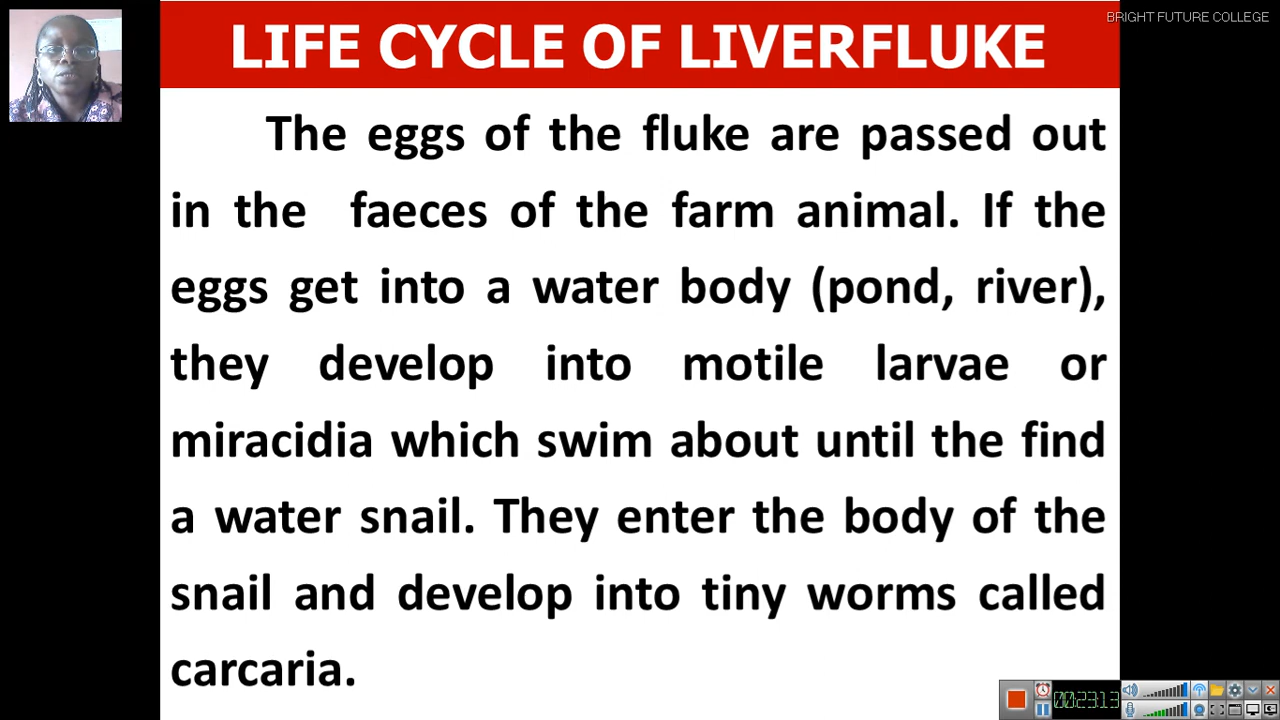 BRIGHT FUTURE COLLEGE
LIFE CYCLE OF LIVERFLUKE
The eggs of the fluke are passed out
in the faeces of the farm animal. If the
eggs get into a water body (pond, river),
they develop into motile larvae or
miracidia which swim about until the find
a water snail. They enter the body of the
snail and develop into tiny worms called
carcaria.
00:23:13